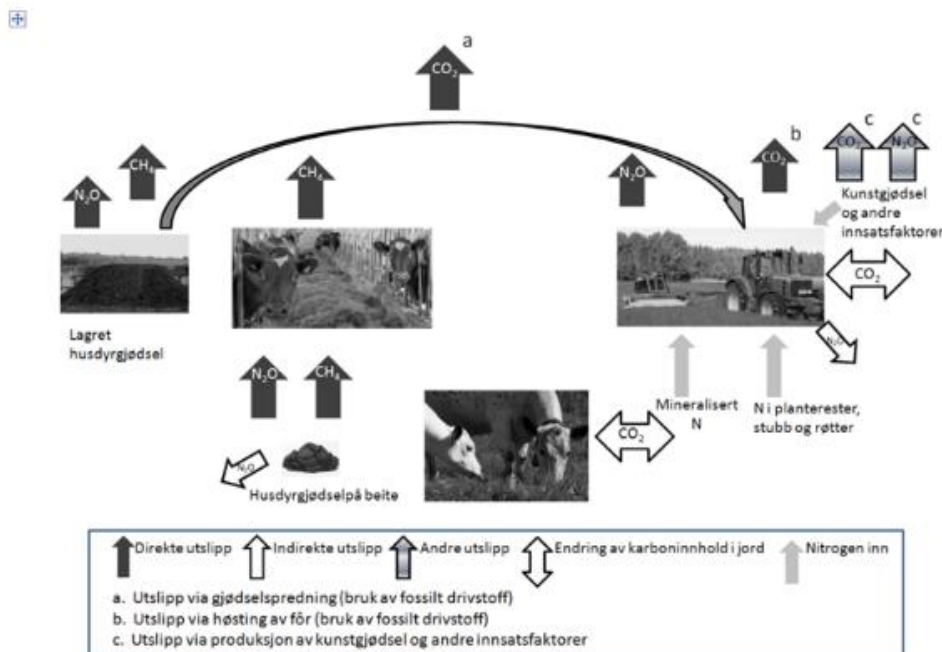 a
CO₂
b
c
c
CH₄
N₂O
CH₄
N₂O
CO₂
CO₂
N₂O
Kunstgjødsel
og andre
innsatsfaktorer
CO₂
Lagret
husdyrgjødsel
N₂O
N₂O
CH₄
Mineralisert
N
N i planterester,
stubb og røtter
CO₂
N₂O
Husdyrgjødselpå beite
Direkte utslipp
Indirekte utslipp
Andre utslipp
Endring av karboninnhold i jord
Nitrogen inn
a. Utslipp via gjødselspredning (bruk av fossilt drivstoff)
b. Utslipp via høsting av fôr (bruk av fossilt drivstoff)
c. Utslipp via produksjon av kunstgjødsel og andre innsatsfaktorer